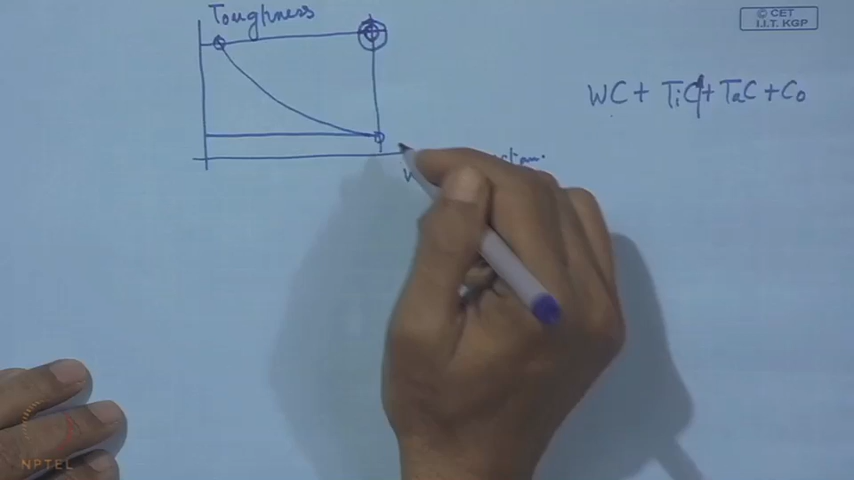 Toughness
© CET
I.I.T. KGP
WC + TiC + TaC + Co
NPTEL